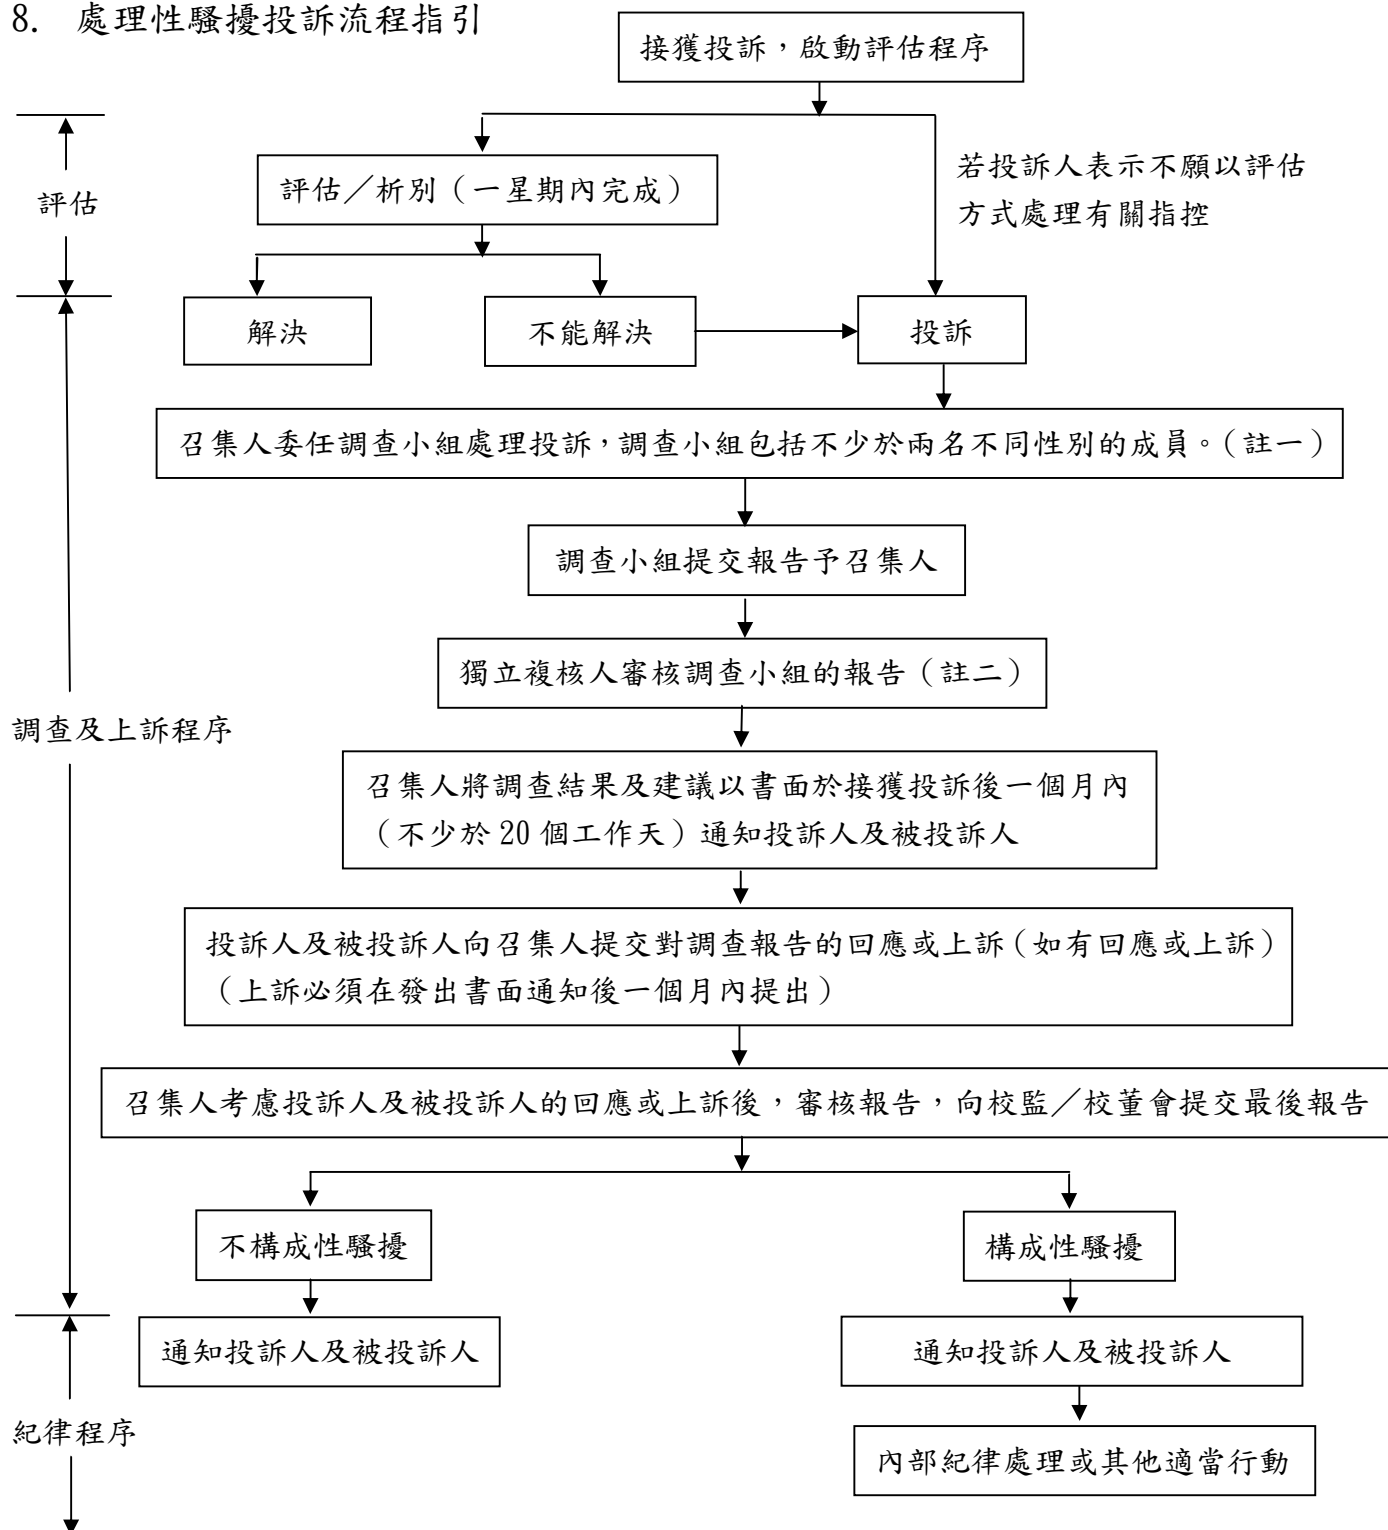 8. 處理性騷擾投訴流程指引
接獲投訴，啟動評估程序
評估
評估／析別（一星期內完成）
若投訴人表示不願以評估
方式處理有關指控
解決
不能解決
投訴
召集人委任調查小組處理投訴，調查小組包括不少於兩名不同性別的成員。（註一）
調查小組提交報告予召集人
獨立複核人審核調查小組的報告（註二）
調查及上訴程序
召集人將調查結果及建議以書面於接獲投訴後一個月內
（不少於 20 個工作天）通知投訴人及被投訴人
投訴人及被投訴人向召集人提交對調查報告的回應或上訴（如有回應或上訴）
（上訴必須在發出書面通知後一個月內提出）
召集人考慮投訴人及被投訴人的回應或上訴後，審核報告，向校監／校董會提交最後報告
不構成性騷擾
構成性騷擾
通知投訴人及被投訴人
通知投訴人及被投訴人
紀律程序
內部紀律處理或其他適當行動